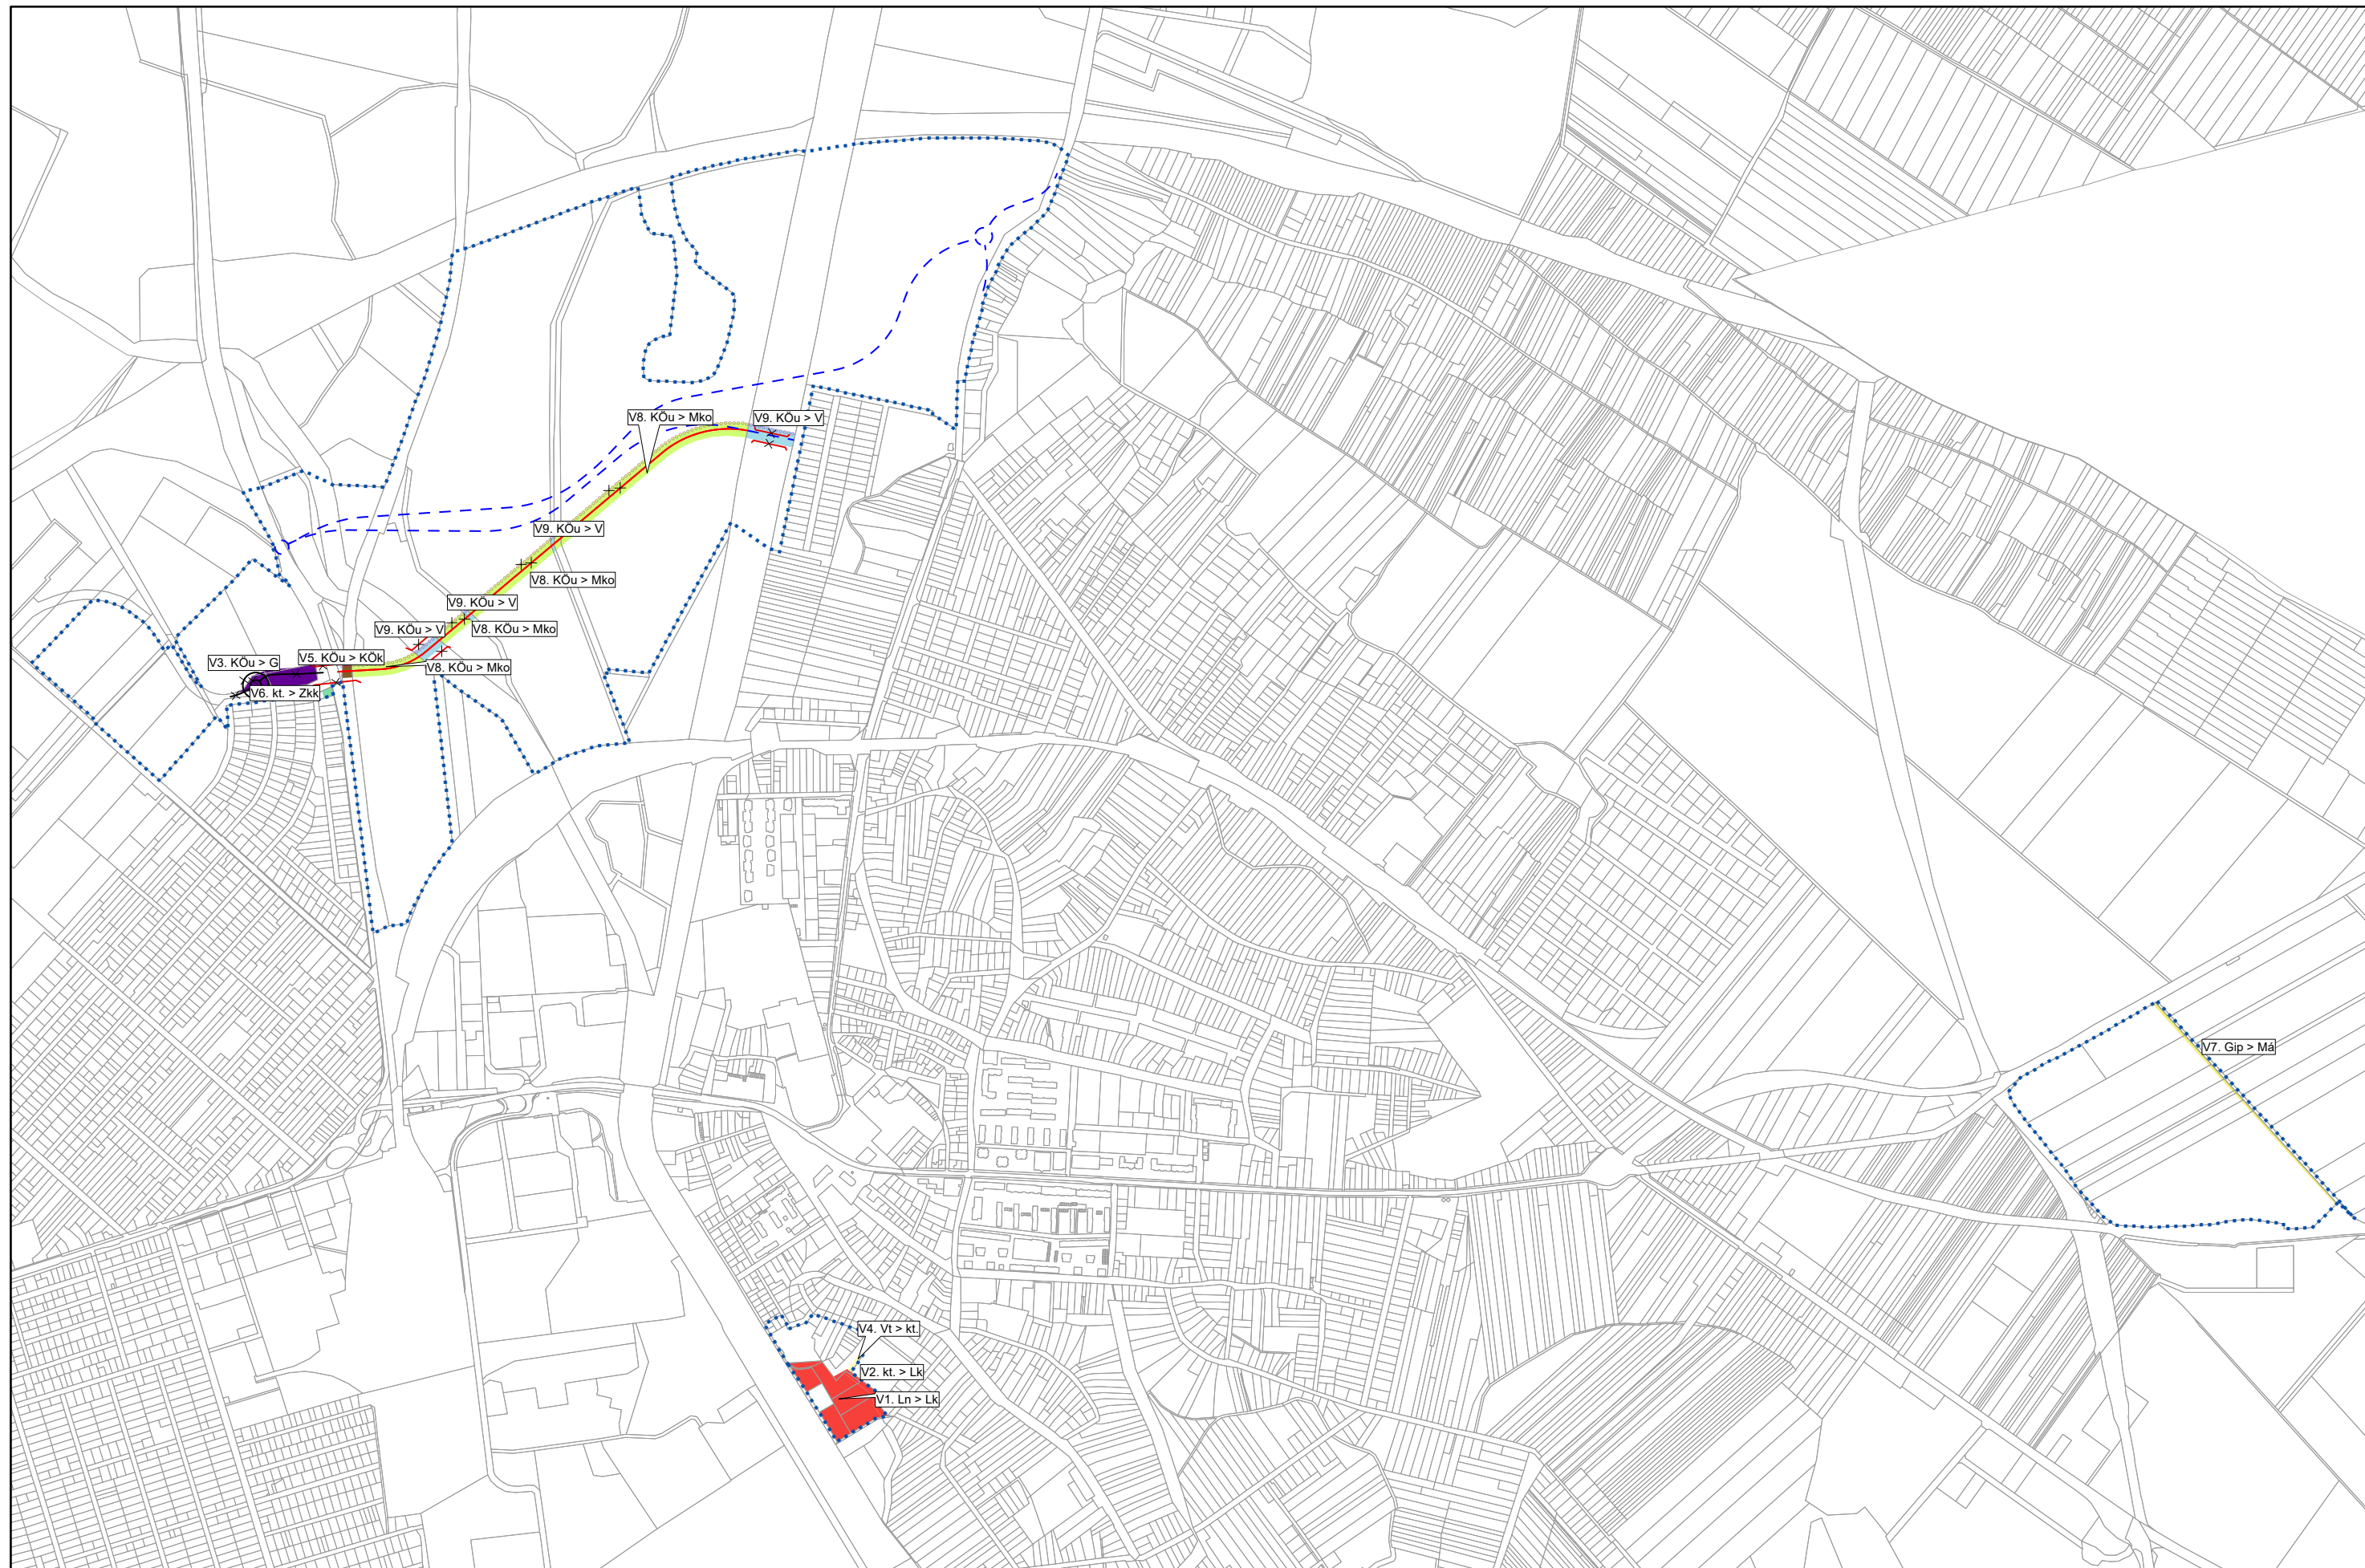 V8. KÖu > Mko
V9. KÖu > V
V9. KÖu > V
V8. KÖu > Mko
V9. KÖu > V
V9. KÖu > V
V8. KÖu > Mko
V3. KÖu > G
V5. KÖu > KÖk
V8. KÖu > Mko
V6. kt. > Zkk
V7. Gip > Má
V4. Vt > kt.
V2. kt. > Lk
V1. Ln > Lk